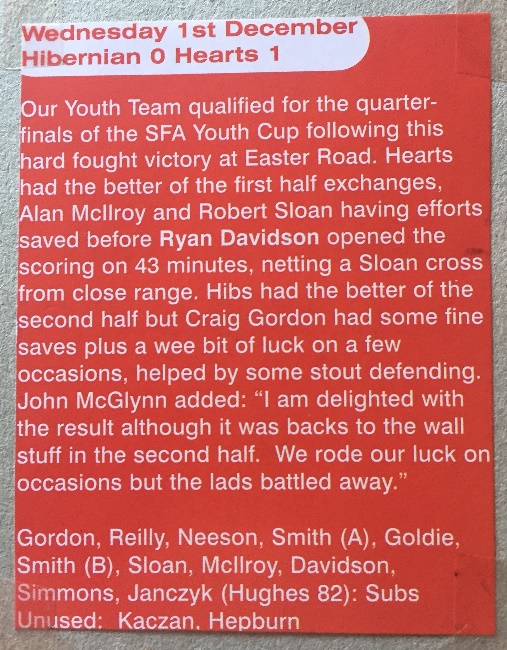 Wednesday 1st December
Hibernian 0 Hearts 1
Our Youth Team qualified for the quarter-
finals of the SFA Youth Cup following this
hard fought victory at Easter Road. Hearts
had the better of the first half exchanges,
Alan McIlroy and Robert Sloan having efforts
saved before Ryan Davidson opened the
scoring on 43 minutes, netting a Sloan cross
from close range. Hibs had the better of the
second half but Craig Gordon had some fine
saves plus a wee bit of luck on a few
occasions, helped by some stout defending.
John McGlynn added: “I am delighted with
the result although it was backs to the wall
stuff in the second half.  We rode our luck on
occasions but the lads battled away.”
Gordon, Reilly, Neeson, Smith (A), Goldie,
Smith (B), Sloan, McIlroy, Davidson,
Simmons, Janczyk (Hughes 82): Subs
Unused:  Kaczan, Hepburn